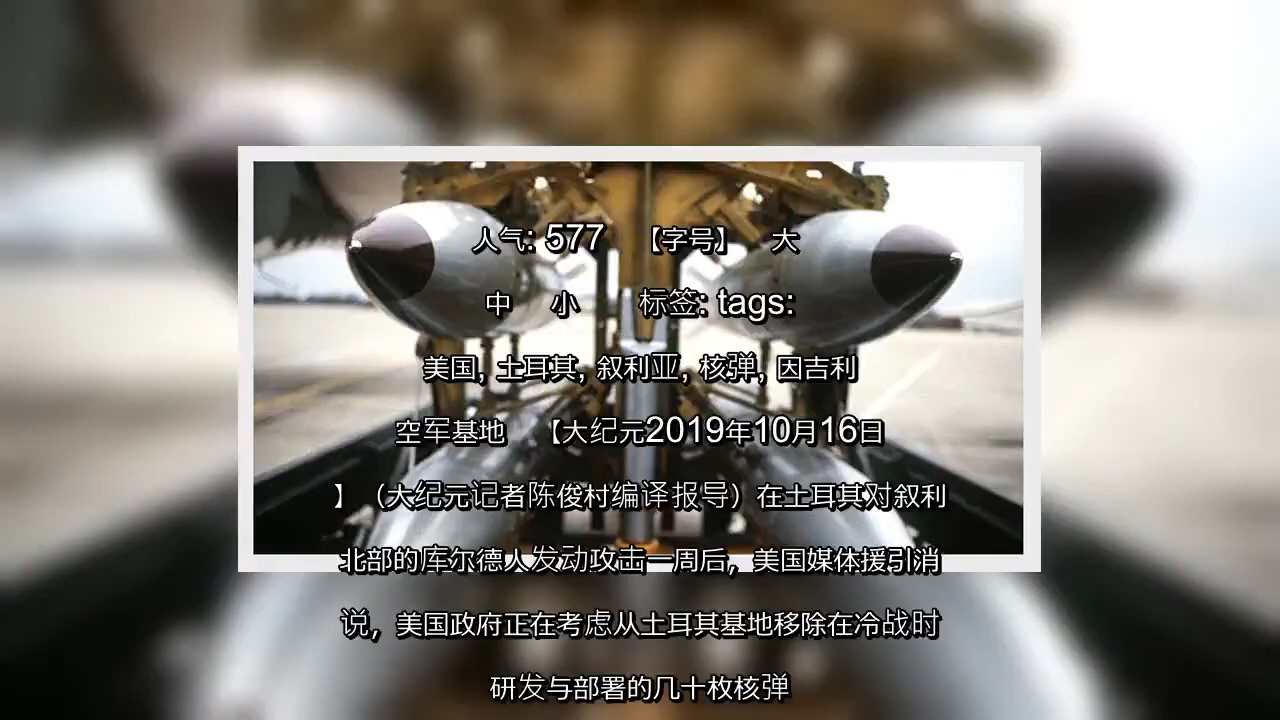 人气: 577 【字号】 大
中 小 标签: tags:
美国, 土耳其, 叙利亚, 核弹, 因吉利
空军基地 【大纪元2019年10月16日
】（大纪元记者陈俊村编译报导）在土耳其对叙利
北部的库尔德人发动攻击一周后，美国媒体援引消
说，美国政府正在考虑从土耳其基地移除在冷战时
研发与部署的几十枚核弹